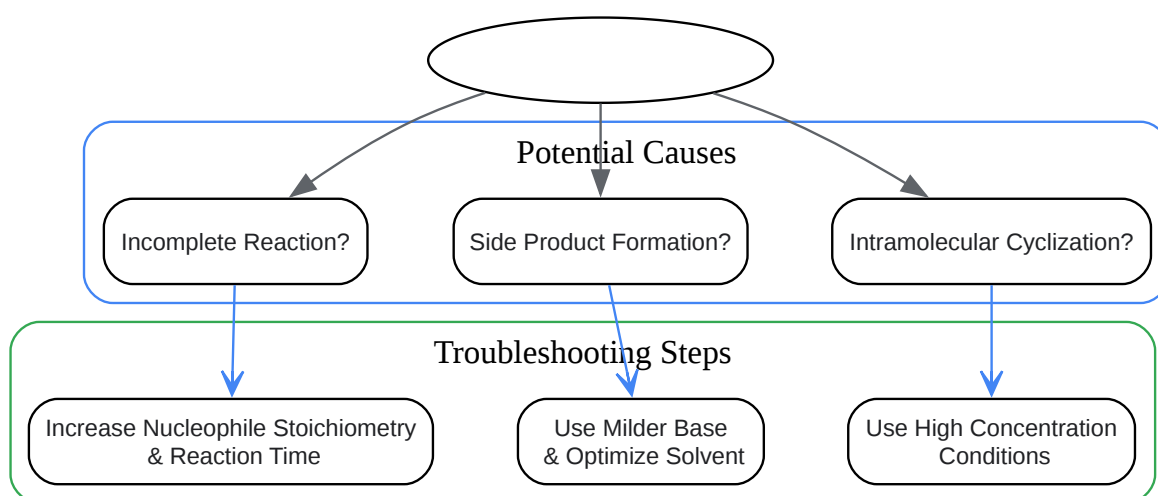 Potential Causes
Incomplete Reaction?
Side Product Formation?
Intramolecular Cyclization?
Troubleshooting Steps
Increase Nucleophile Stoichiometry
& Reaction Time
Use Milder Base
& Optimize Solvent
Use High Concentration
Conditions